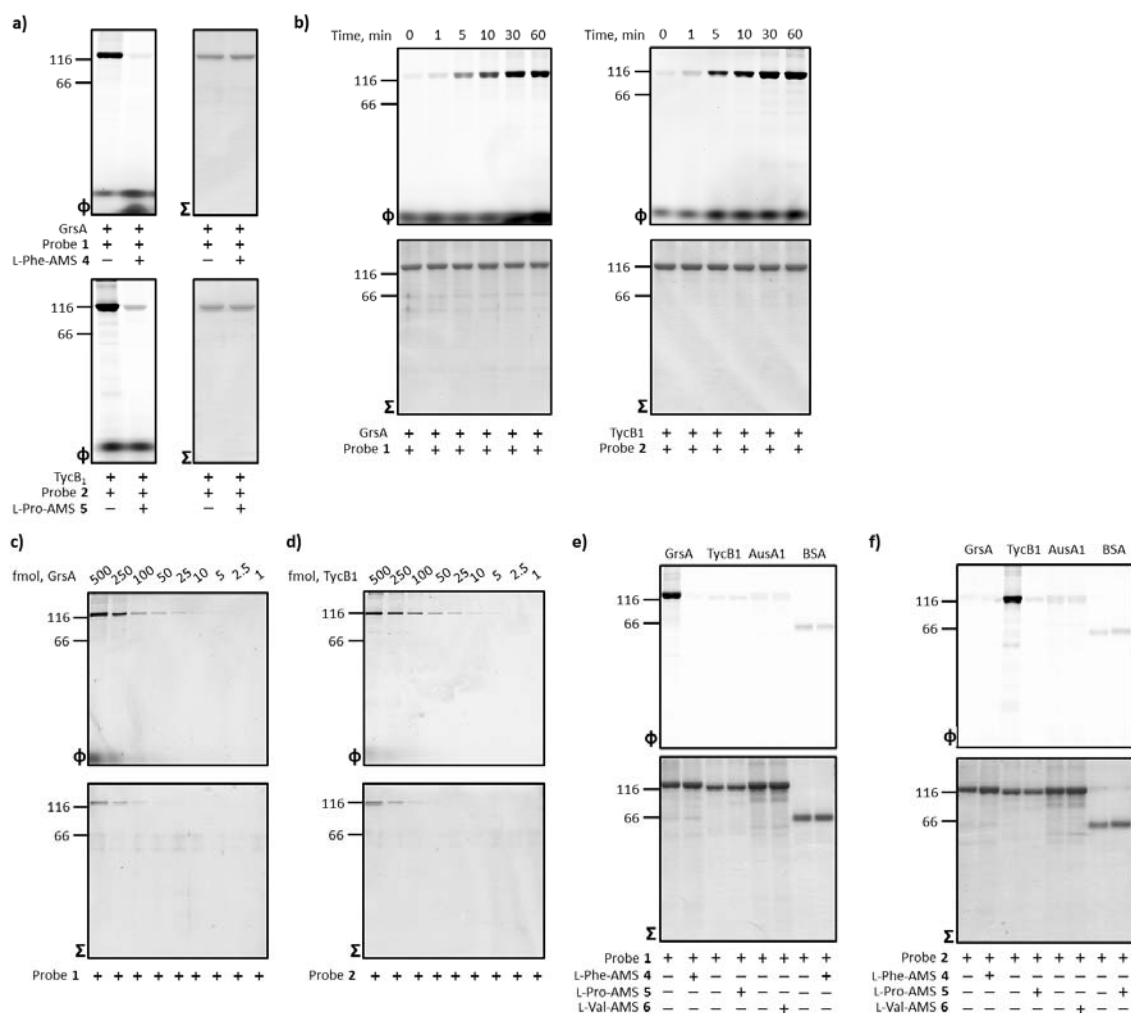 a)
116
66
Φ
Σ
GrsA + + + +
Probe 1 + + + +
L-Phe-AMS 4 − + − +
116
66
Φ
Σ
TycB1 + + + +
Probe 2 + + + +
L-Pro-AMS 5 − + − +
b)
Time, min 0 1 5 10 30 60
116
66
Φ
116
66
Σ
GrsA + + + + + +
Probe 1 + + + + + +
Time, min 0 1 5 10 30 60
116
66
Φ
116
66
Σ
TycB1 + + + + + +
Probe 2 + + + + + +
c)
fmol, GrsA 500 250 100 50 25 10 5 2.5 1
116
66
Φ
116
66
Σ
Probe 1 + + + + + + + + +
d)
fmol, TycB1 500 250 100 50 25 10 5 2.5 1
116
66
Φ
116
66
Σ
Probe 2 + + + + + + + + +
e)
GrsA TycB1 AusA1 BSA
116
66
Φ
116
66
Σ
Probe 1 + + + + + + + +
L-Phe-AMS 4 − + − − − − − +
L-Pro-AMS 5 − − − + − − − −
L-Val-AMS 6 − − − − − + − −
f)
GrsA TycB1 AusA1 BSA
116
66
Φ
116
66
Σ
Probe 2 + + + + + + + +
L-Phe-AMS 4 − + − − − − − −
L-Pro-AMS 5 − − − + − − − +
L-Val-AMS 6 − − − − − + − −